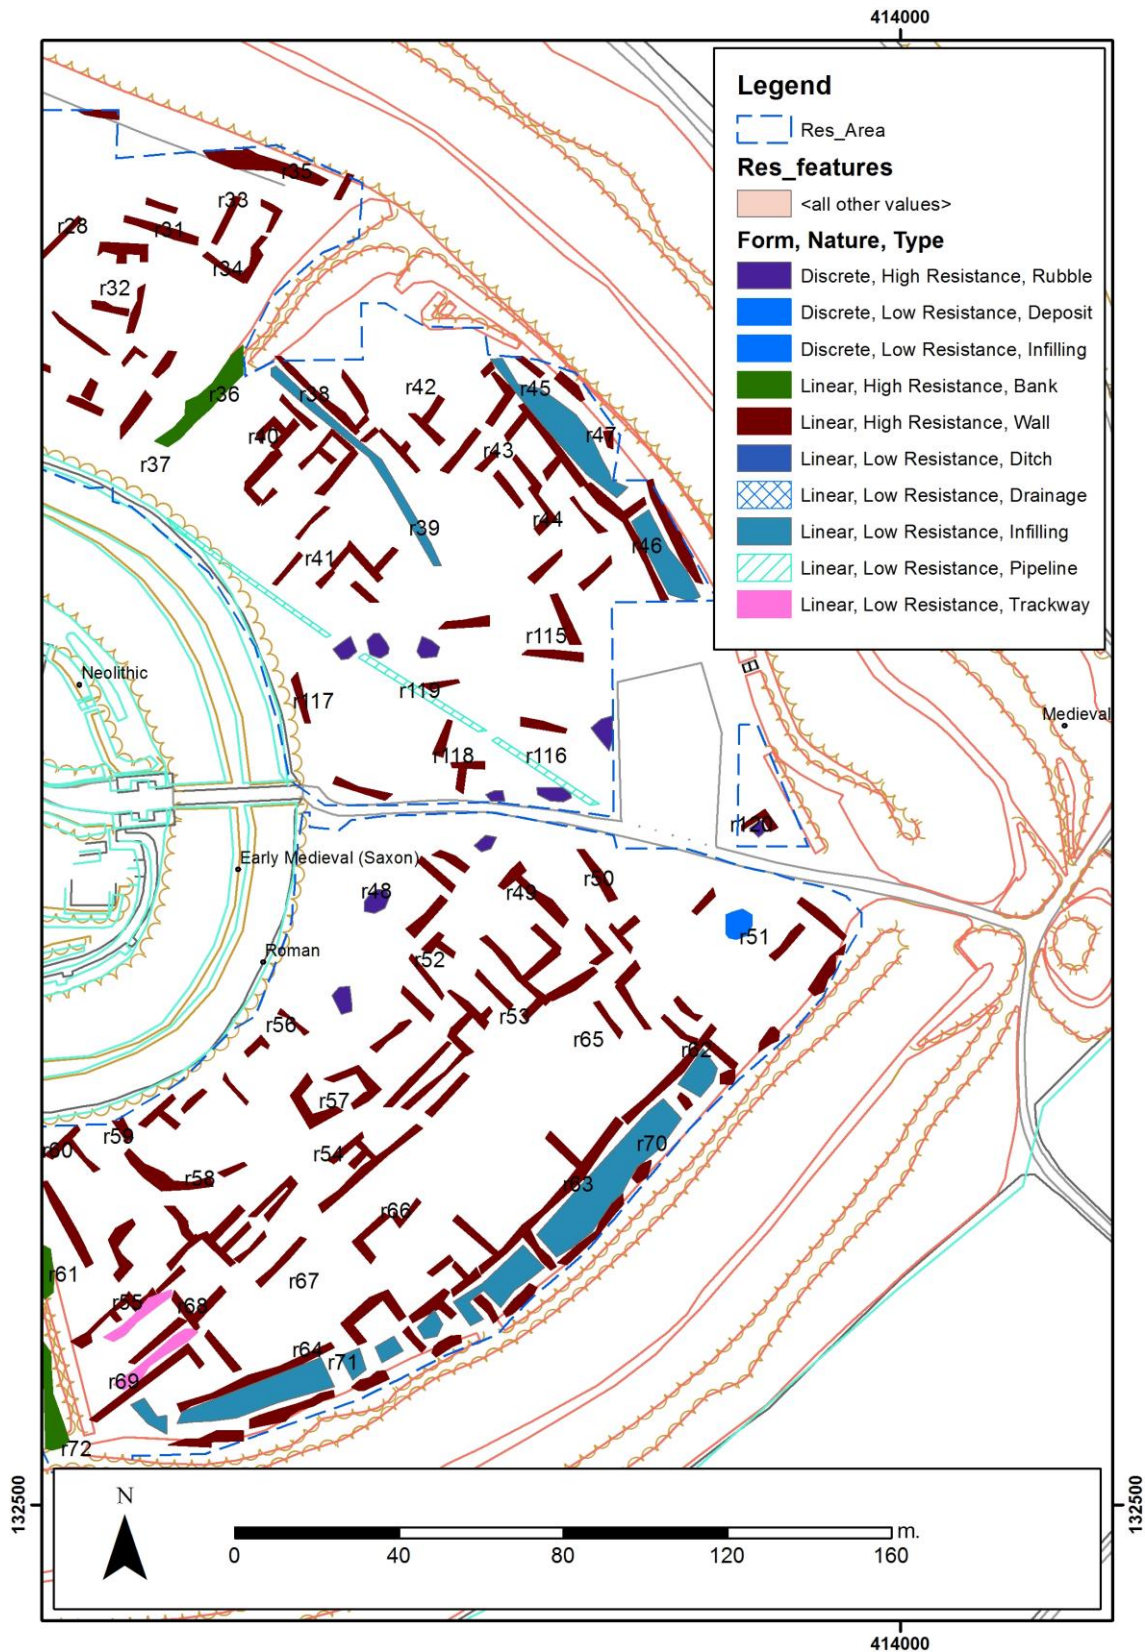 414000
Legend
Res_Area
Res_features
<all other values>
Form, Nature, Type
Discrete, High Resistance, Rubble
Discrete, Low Resistance, Deposit
Discrete, Low Resistance, Infilling
Linear, High Resistance, Bank
Linear, High Resistance, Wall
Linear, Low Resistance, Ditch
Linear, Low Resistance, Drainage
Linear, Low Resistance, Infilling
Linear, Low Resistance, Pipeline
Linear, Low Resistance, Trackway
r35
r33
r28
r31
r34
r32
r36
r38
r42
r45
r40
r47
r43
r37
r39
r44
r46
r41
r115
Neolithic
r119
r117
Medieval
r118
r116
r120
Early Medieval (Saxon)
r48
r49
r50
r51
Roman
r52
r53
r56
r65
r62
r57
r59
r60
r54
r70
r58
r63
r66
r61
r67
r55
r68
r64
r71
r69
r72
132500
132500
N
m.
0
40
80
120
160
414000